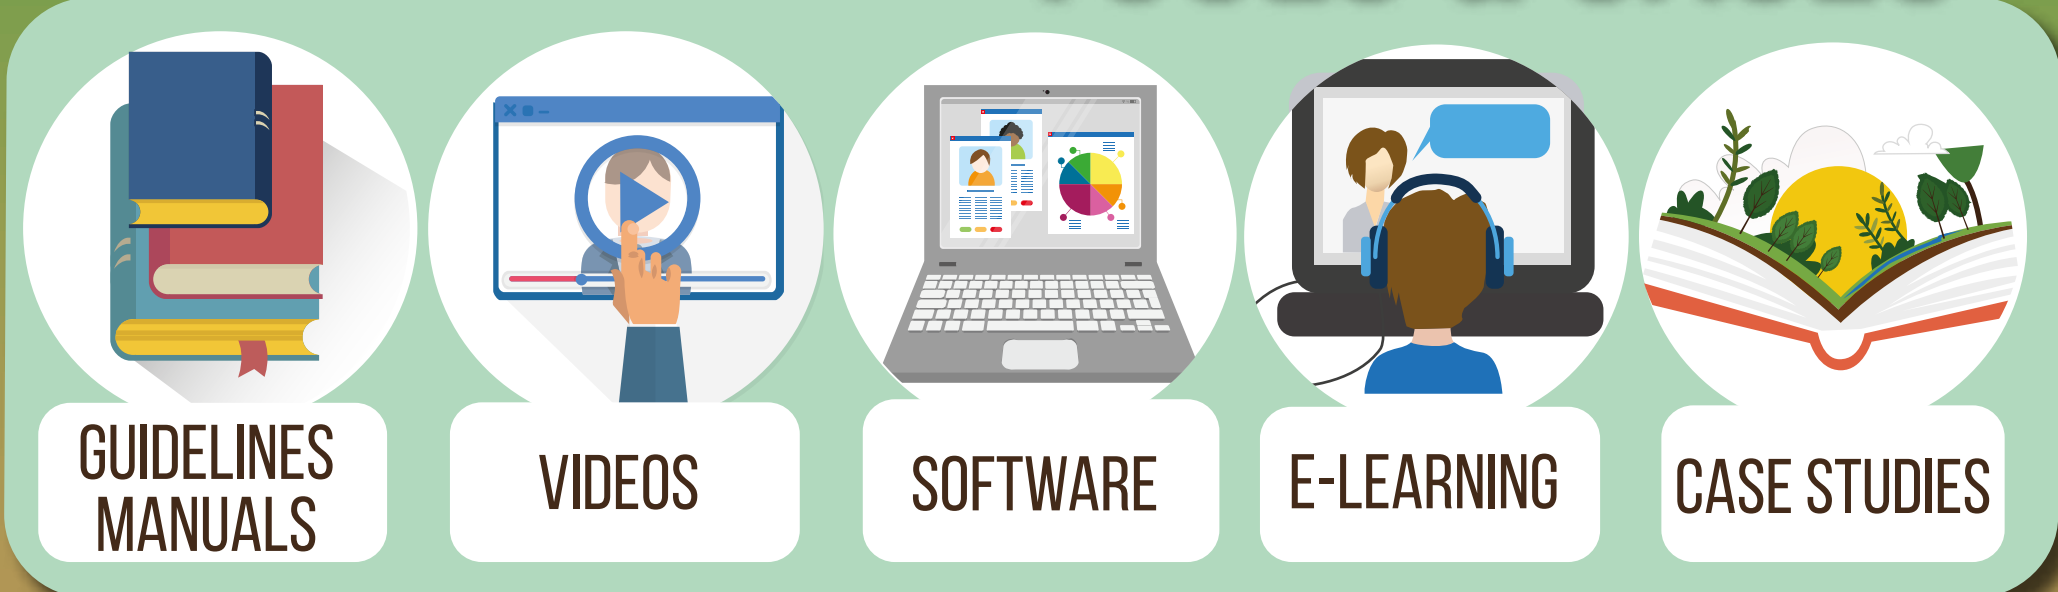 GUIDELINES
MANUALS
VIDEOS
SOFTWARE
E-LEARNING
CASE STUDIES